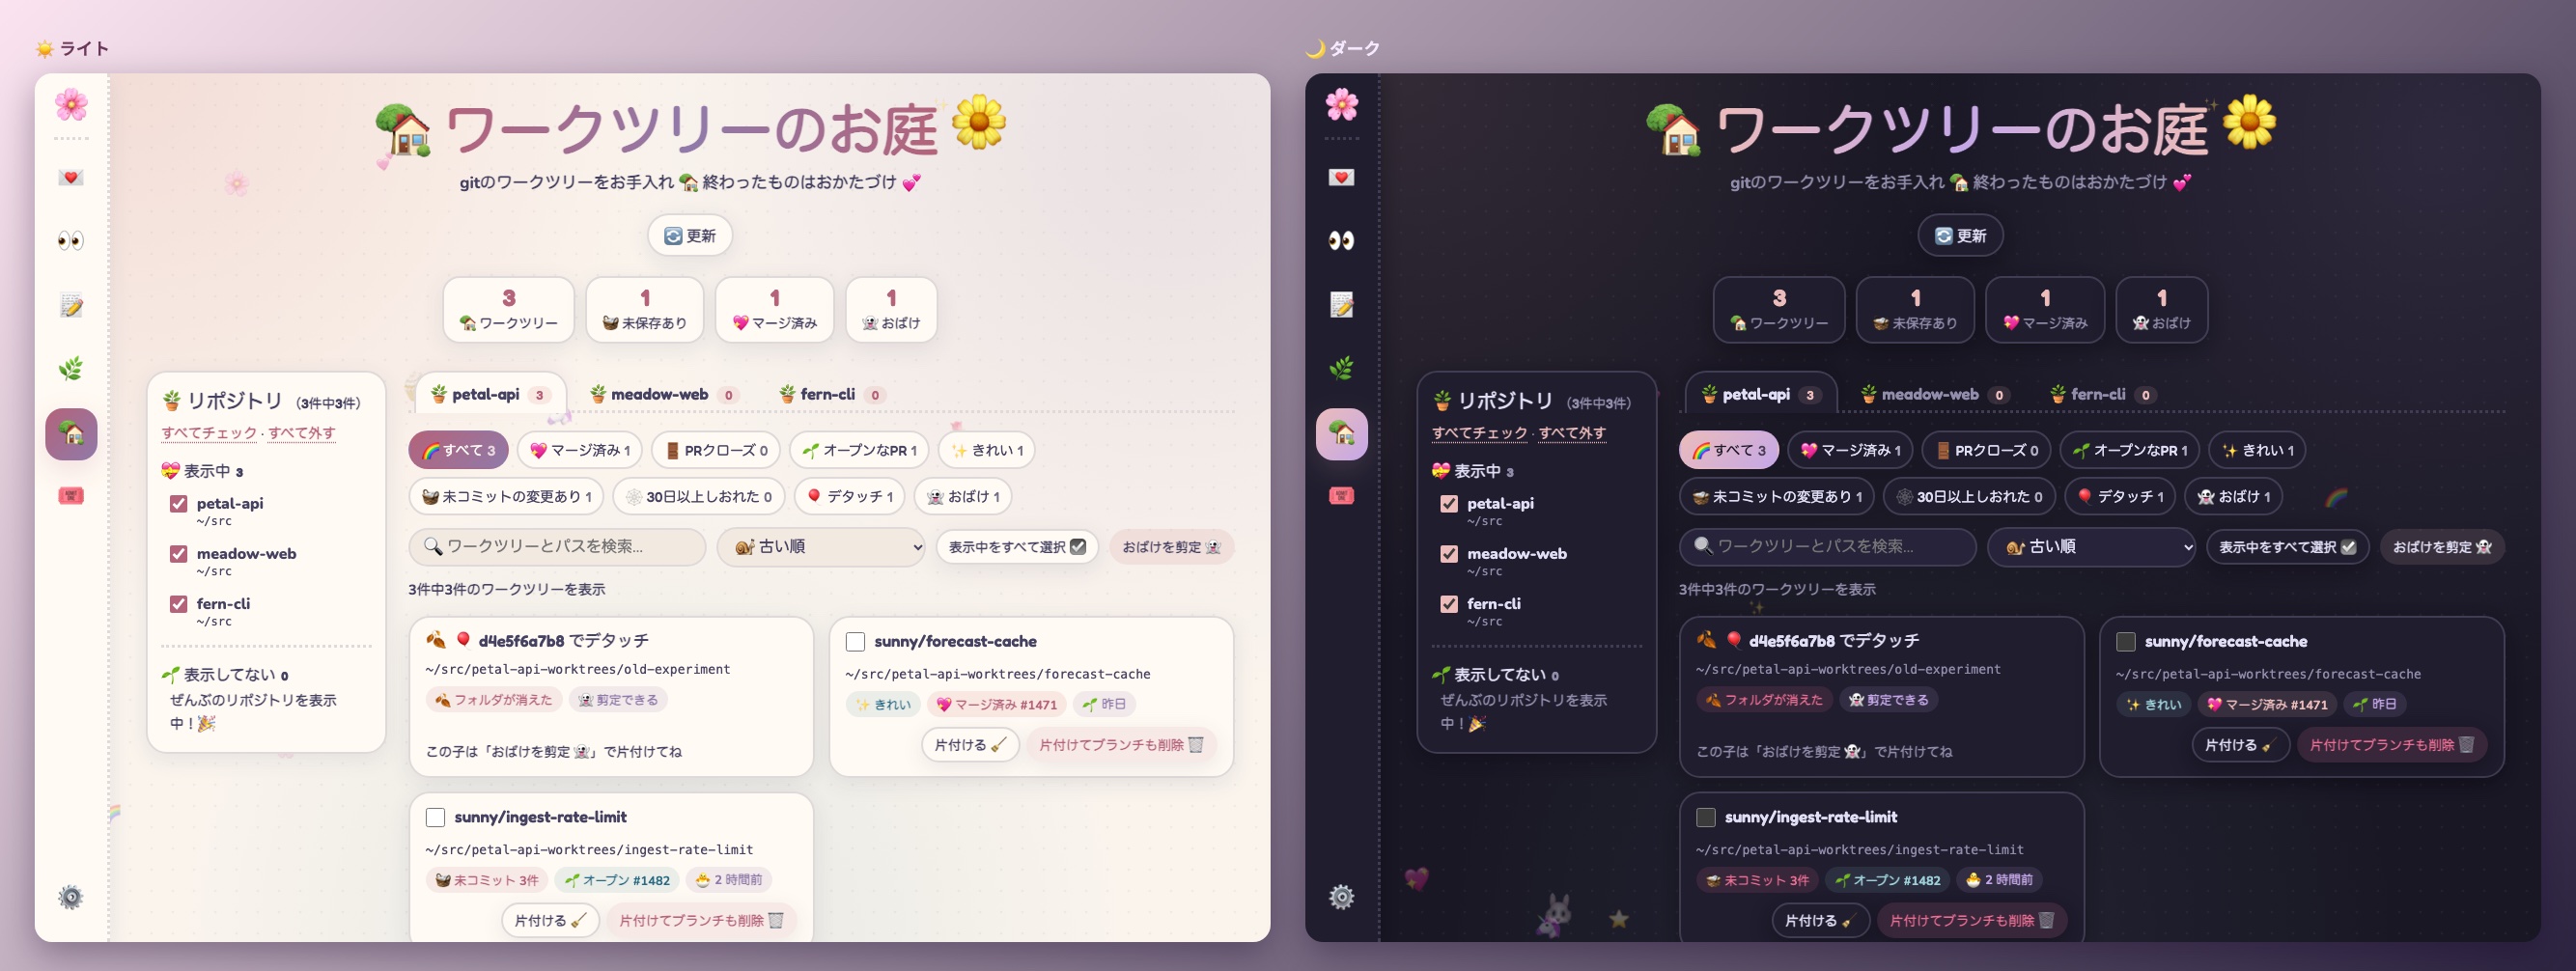 ライト
ワークツリーのお庭
gitのワークツリーをお手入れ 終わったものはおかたづけ
更新
3
ワークツリー
1
未保存あり
1
マージ済み
1
おばけ
リポジトリ (3件中3件)
すべてチェック · すべて外す
表示中 3
petal-api
~/src
meadow-web
~/src
fern-cli
~/src
表示してない 0
ぜんぶのリポジトリを表示
中！
petal-api 3
meadow-web 0
fern-cli 0
すべて 3
マージ済み 1
PRクローズ 0
オープンなPR 1
きれい 1
未コミットの変更あり 1
30日以上しおれた 0
デタッチ 1
おばけ 1
ワークツリーとパスを検索...
古い順
表示中をすべて選択
おばけを剪定
3件中3件のワークツリーを表示
d4e5f6a7b8 でデタッチ
~/src/petal-api-worktrees/old-experiment
フォルダが消えた
剪定できる
この子は「おばけを剪定」で片付けてね
sunny/forecast-cache
~/src/petal-api-worktrees/forecast-cache
きれい
マージ済み #1471
昨日
片付ける
片付けてブランチも削除
sunny/ingest-rate-limit
~/src/petal-api-worktrees/ingest-rate-limit
未コミット 3件
オープン #1482
2 時間前
片付ける
片付けてブランチも削除
ダーク
ワークツリーのお庭
gitのワークツリーをお手入れ 終わったものはおかたづけ
更新
3
ワークツリー
1
未保存あり
1
マージ済み
1
おばけ
リポジトリ (3件中3件)
すべてチェック · すべて外す
表示中 3
petal-api
~/src
meadow-web
~/src
fern-cli
~/src
表示してない 0
ぜんぶのリポジトリを表示
中！
petal-api 3
meadow-web 0
fern-cli 0
すべて 3
マージ済み 1
PRクローズ 0
オープンなPR 1
きれい 1
未コミットの変更あり 1
30日以上しおれた 0
デタッチ 1
おばけ 1
ワークツリーとパスを検索...
古い順
表示中をすべて選択
おばけを剪定
3件中3件のワークツリーを表示
d4e5f6a7b8 でデタッチ
~/src/petal-api-worktrees/old-experiment
フォルダが消えた
剪定できる
この子は「おばけを剪定」で片付けてね
sunny/forecast-cache
~/src/petal-api-worktrees/forecast-cache
きれい
マージ済み #1471
昨日
片付ける
片付けてブランチも削除
sunny/ingest-rate-limit
~/src/petal-api-worktrees/ingest-rate-limit
未コミット 3件
オープン #1482
2 時間前
片付ける
片付けてブランチも削除